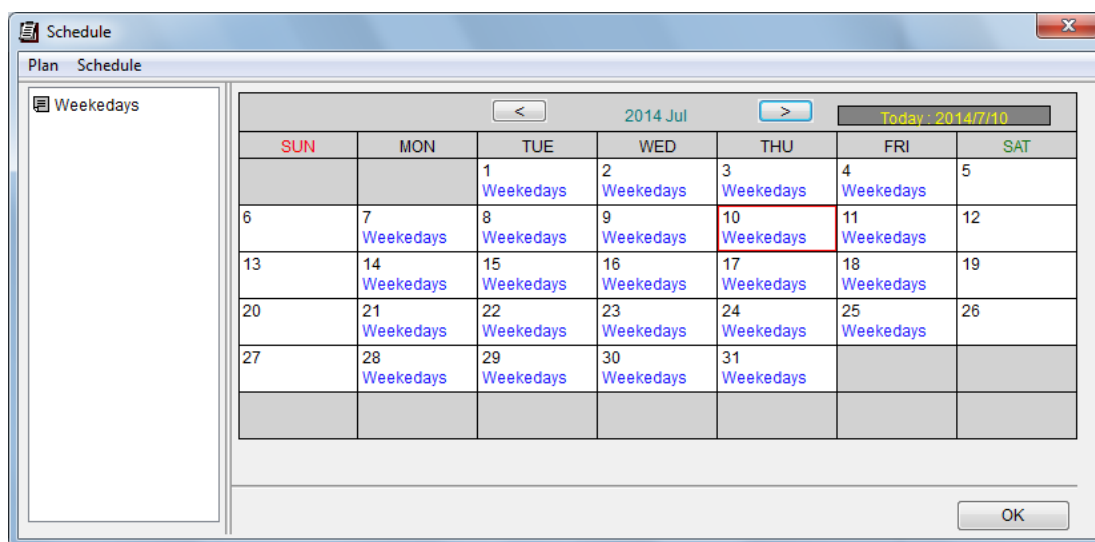 Schedule
X
Plan Schedule
Weekedays
< 2014 Jul > Today : 2014/7/10
SUN MON TUE WED THU FRI SAT
1 2 3 4 5
Weekedays Weekedays Weekedays Weekedays
6 7 8 9 10 11 12
Weekedays Weekedays Weekedays Weekedays Weekedays
13 14 15 16 17 18 19
Weekedays Weekedays Weekedays Weekedays Weekedays
20 21 22 23 24 25 26
Weekedays Weekedays Weekedays Weekedays Weekedays
27 28 29 30 31
Weekedays Weekedays Weekedays Weekedays
OK